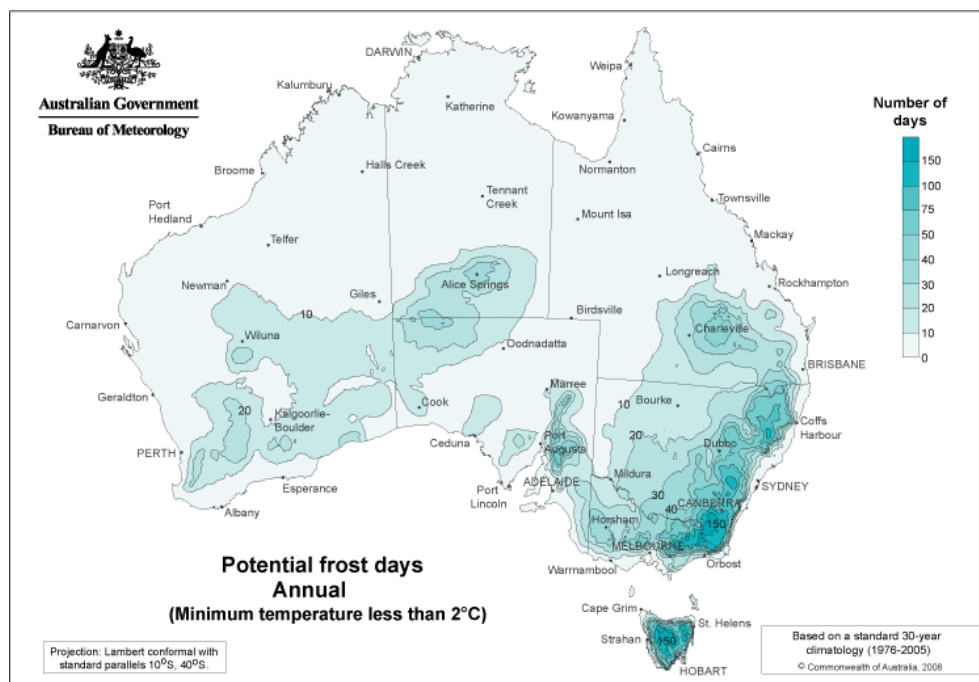 Australian Government
Bureau of Meteorology
DARWIN
Weipa
Kalumburu
Katherine
Kowanyama
Number of
days
Cairns
150
Halls Creek
Normanton
Broome
100
Tennant
Creek
75
Townsville
Port
Hedland
Mount Isa
50
Mackay
Telfer
40
Longreach
30
Newman
Alice Springs
Rockhampton
Giles
20
10
Birdsville
Carnarvon
Charleville
10
Wiluna
Oodnadatta
0
BRISBANE
Marree
Geraldton
10
Bourke
Cook
20
Kalgoorlie-
Boulder
Coffs
Harbour
Ceduna
20
Dubbo
Port
Augusta
PERTH
Mildura
Esperance
ADELAIDE
SYDNEY
Port
Lincoln
30
CANBERRA
Albany
40
Horsham
150
MELBOURNE
Orbost
Warrnambool
Potential frost days
Annual
(Minimum temperature less than 2°C)
Cape Grim
St. Helens
Strahan
150
HOBART
Projection: Lambert conformal with
standard parallels 10°S, 40°S.
Based on a standard 30-year
climatology (1976-2005)
© Commonwealth of Australia, 2006